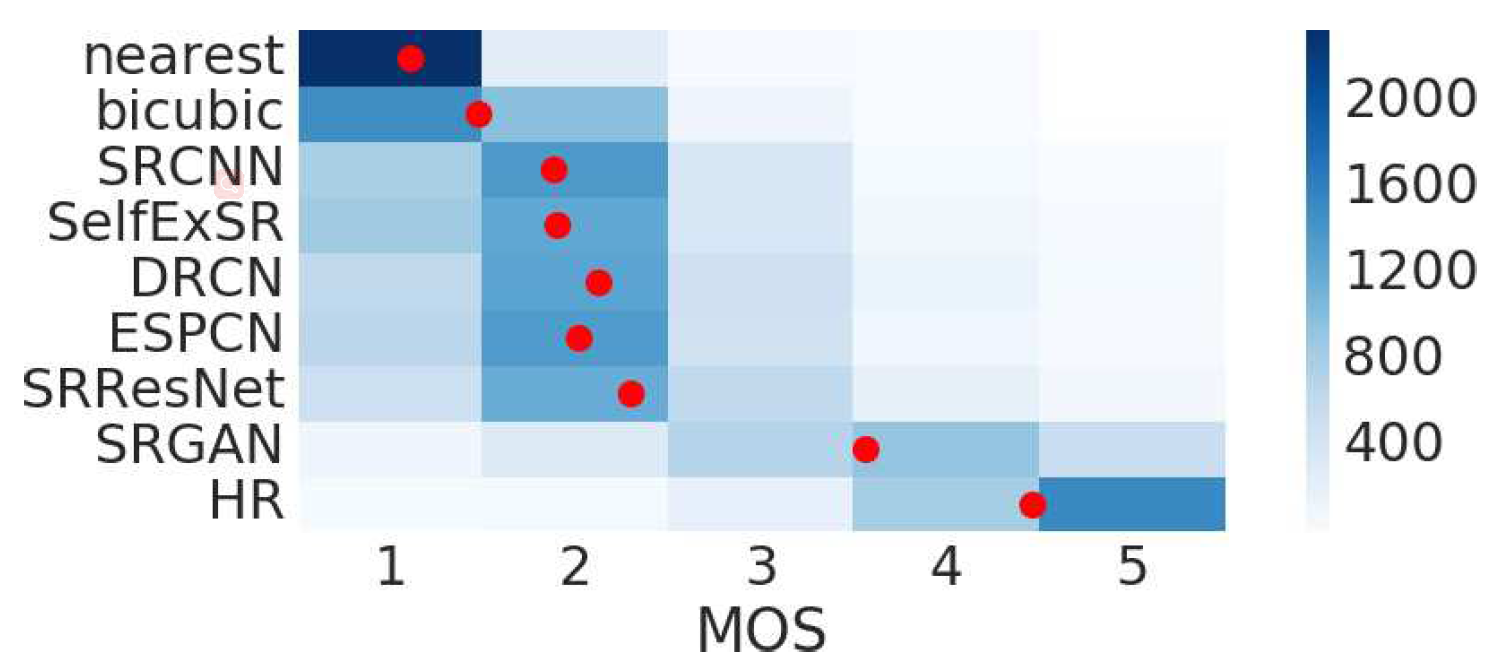 nearest
bicubic
SRCNN
SelfExSR
DRCN
ESPCN
SRResNet
SRGAN
HR
1 2 3 4 5
MOS
2000
1600
1200
800
400